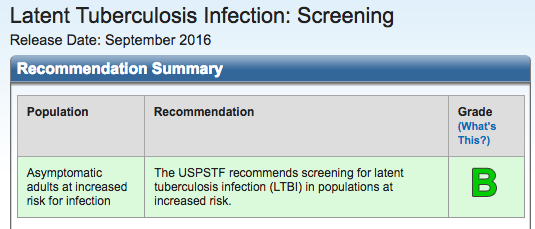 Latent Tuberculosis Infection: Screening
Release Date: September 2016
Recommendation Summary
Population
Recommendation
Grade
(What's
This?)
Asymptomatic
adults at increased
risk for infection
The USPSTF recommends screening for latent
tuberculosis infection (LTBI) in populations at
increased risk.
B